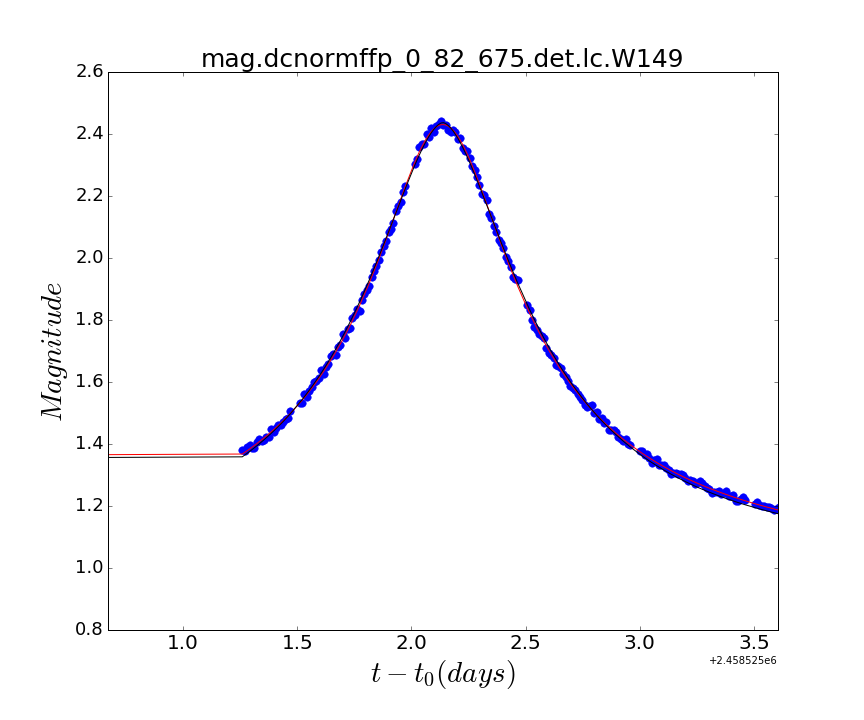 mag.dcnormffp_0_82_675.det.lc.W149
2.6
2.4
2.2
2.0
1.8
1.6
1.4
1.2
1.0
0.8
Magnitude
1.0 1.5 2.0 2.5 3.0 3.5
+2.458525e6
t − t₀(days)